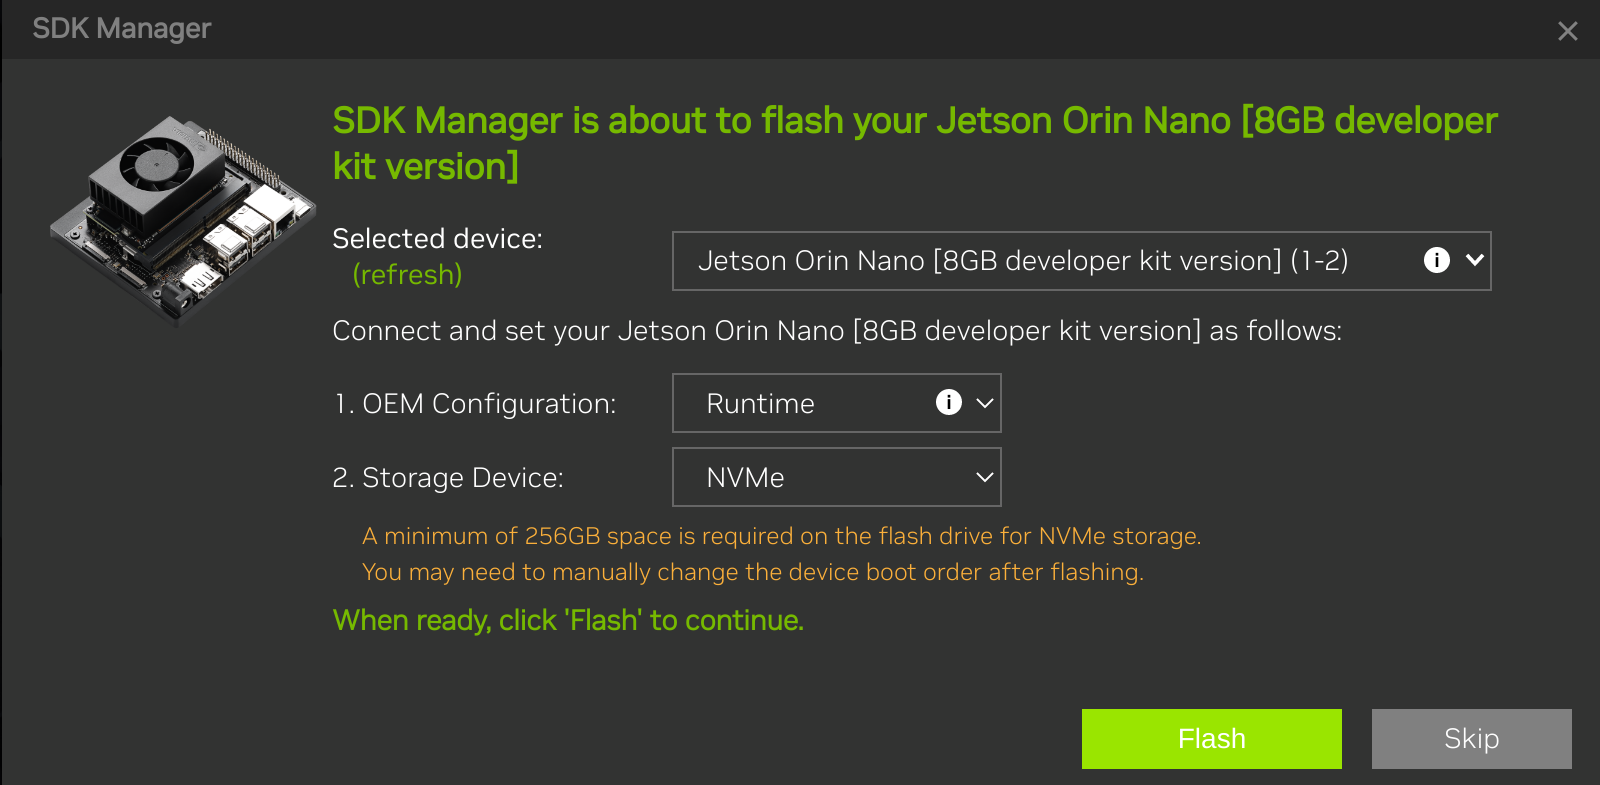 SDK Manager
SDK Manager is about to flash your Jetson Orin Nano [8GB developer
kit version]
Selected device:
(refresh)
Jetson Orin Nano [8GB developer kit version] (1-2)
Connect and set your Jetson Orin Nano [8GB developer kit version] as follows:
1. OEM Configuration: Runtime
2. Storage Device: NVMe
A minimum of 256GB space is required on the flash drive for NVMe storage.
You may need to manually change the device boot order after flashing.
When ready, click 'Flash' to continue.
Flash Skip